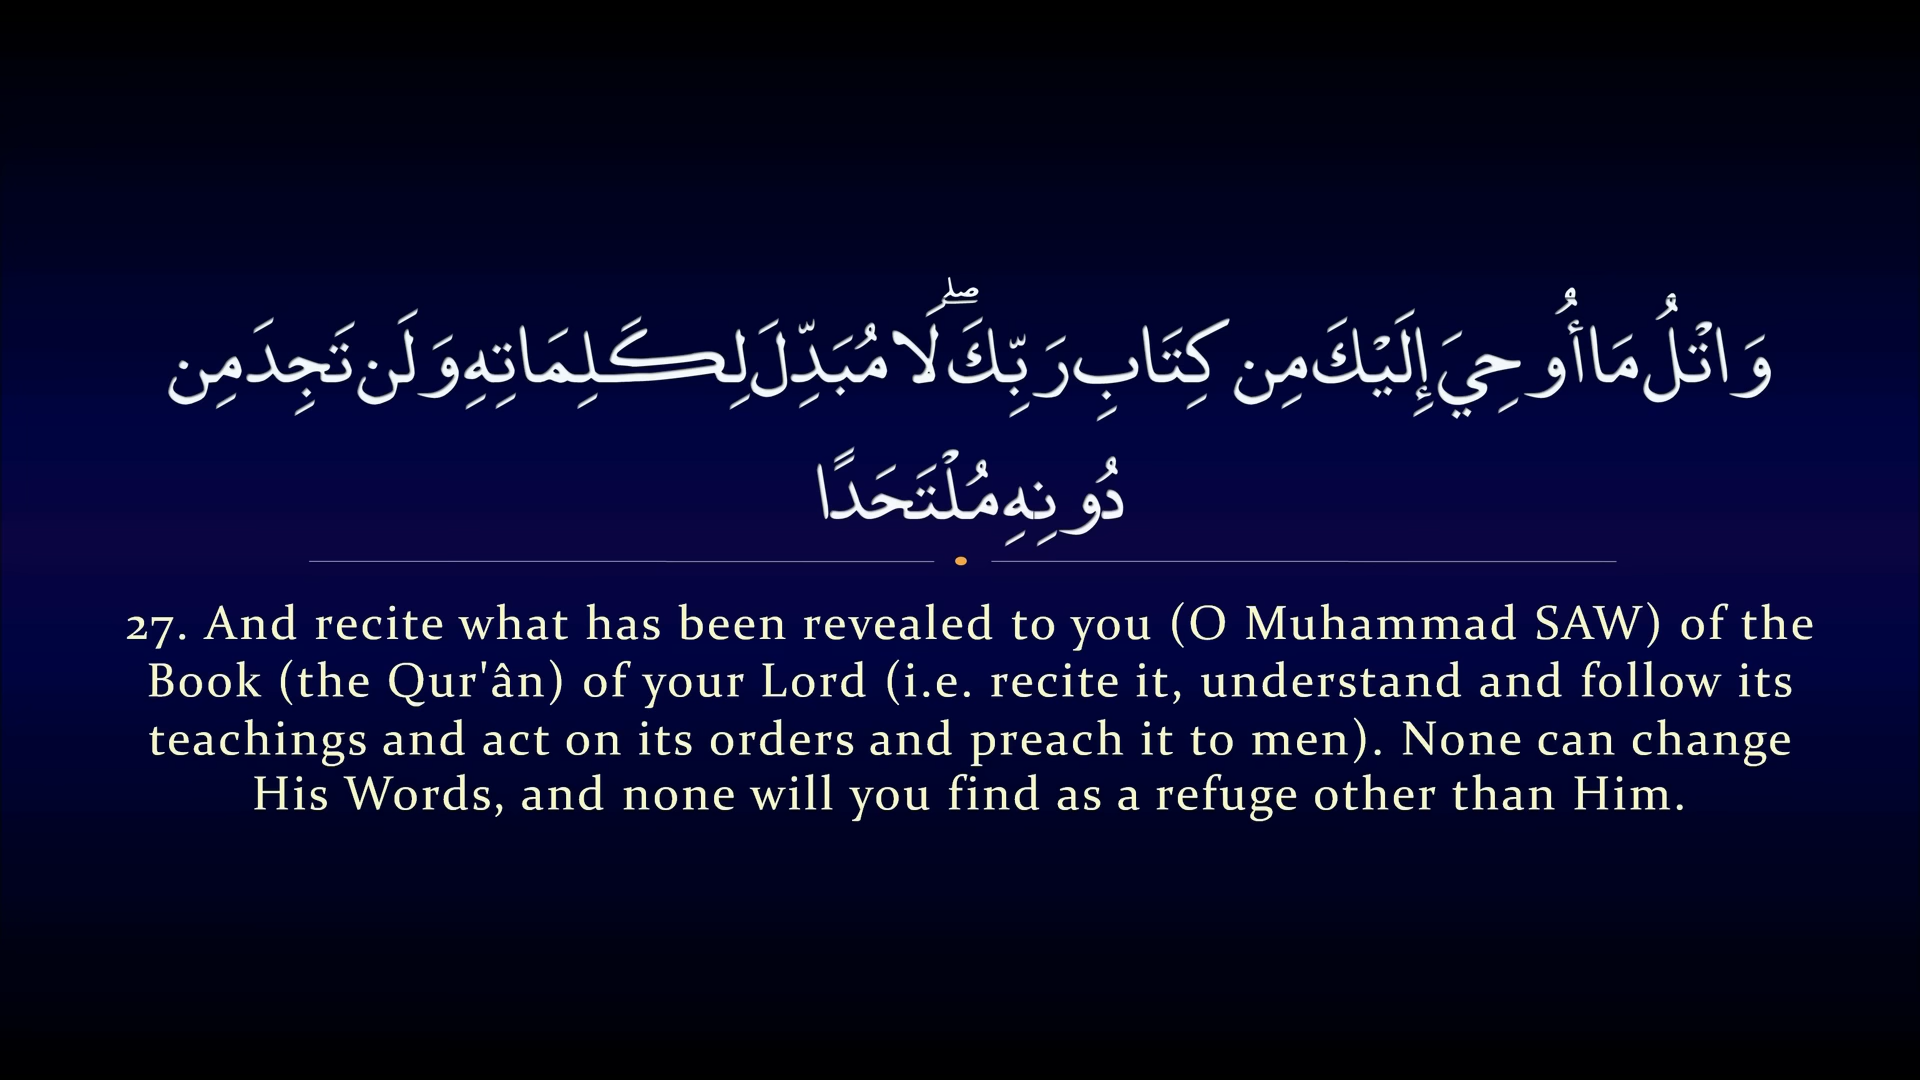 وَاتْلُ مَا أُوحِيَ إِلَيْكَ مِن كِتَابِ رَبِّكَ ۖ لَا مُبَدِّلَ لِكَلِمَاتِهِ وَلَن تَجِدَ مِن
دُونِهِ مُلْتَحَدًا
27. And recite what has been revealed to you (O Muhammad SAW) of the
Book (the Qur'ân) of your Lord (i.e. recite it, understand and follow its
teachings and act on its orders and preach it to men). None can change
His Words, and none will you find as a refuge other than Him.